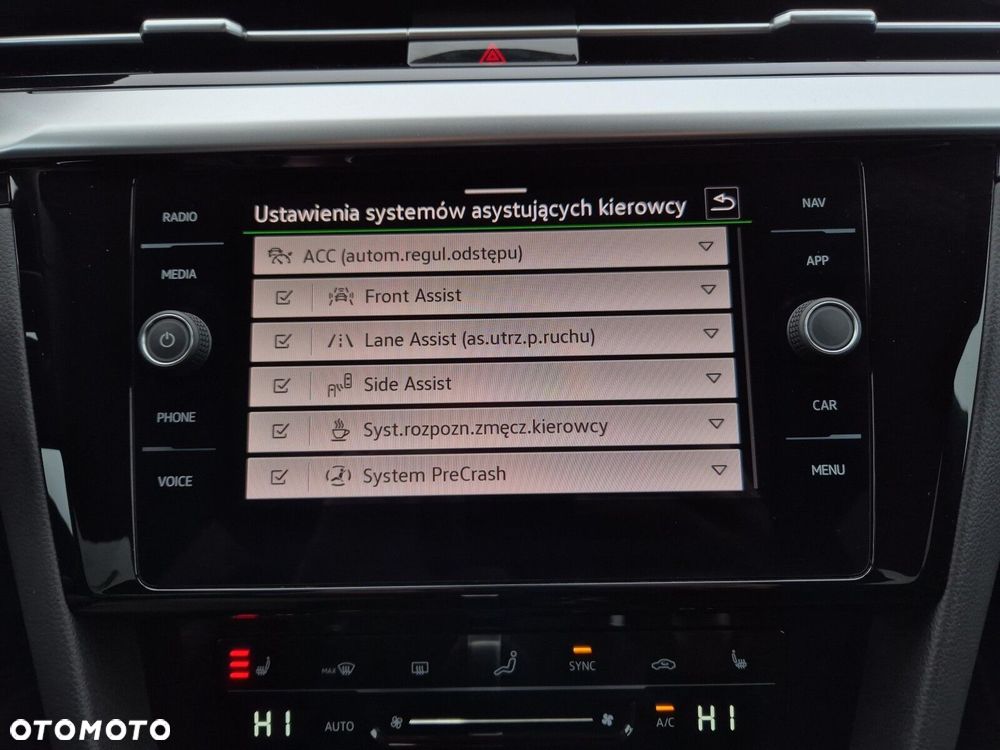 RADIO
MEDIA
PHONE
VOICE
Ustawienia systemów asystujących kierowcy
ACC (autom.regul.odstępu)
Front Assist
Lane Assist (as.utrz.p.ruchu)
Side Assist
Syst.rozpozn.zmęcz.kierowcy
System PreCrash
NAV
APP
CAR
MENU
MAX
SYNC
HI
AUTO
A/C
HI
OTOMOTO